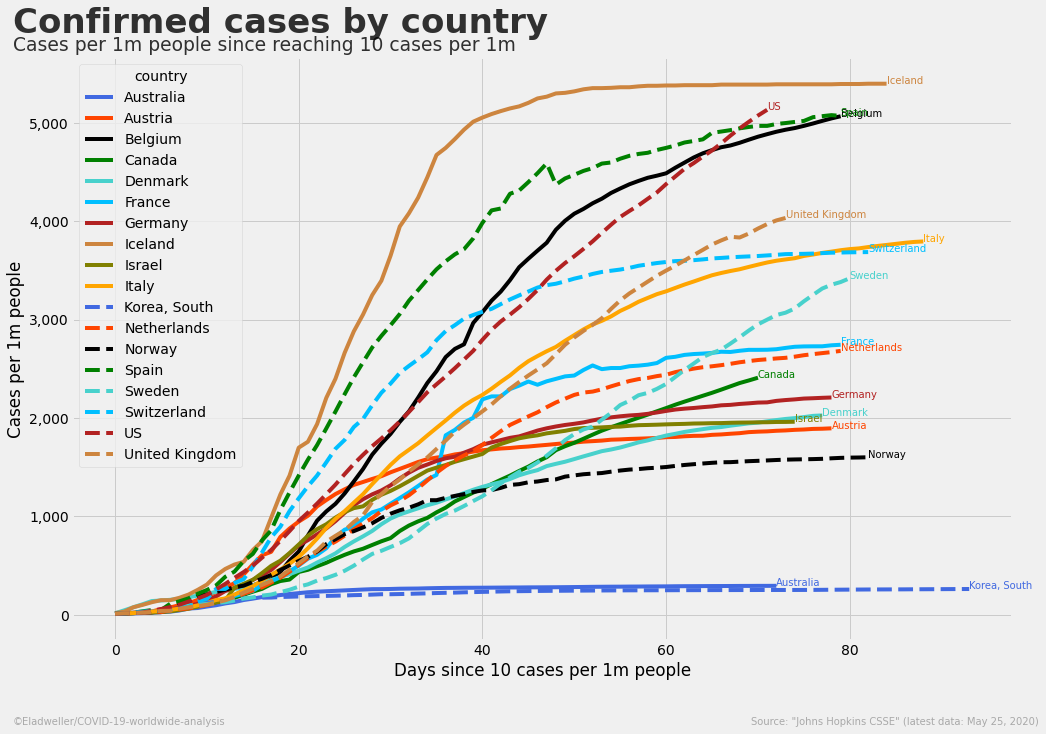 Confirmed cases by country
Cases per 1m people since reaching 10 cases per 1m
country
Australia
Austria
Belgium
Canada
Denmark
France
Germany
Iceland
Israel
Italy
Korea, South
Netherlands
Norway
Spain
Sweden
Switzerland
US
United Kingdom
Cases per 1m people
5,000
4,000
3,000
2,000
1,000
0
Iceland
US
Spain
Belgium
United Kingdom
Italy
Switzerland
Sweden
France
Netherlands
Canada
Germany
Denmark
Israel
Austria
Norway
Australia
Korea, South
0 20 40 60 80
Days since 10 cases per 1m people
©Eladweller/COVID-19-worldwide-analysis
Source: "Johns Hopkins CSSE" (latest data: May 25, 2020)